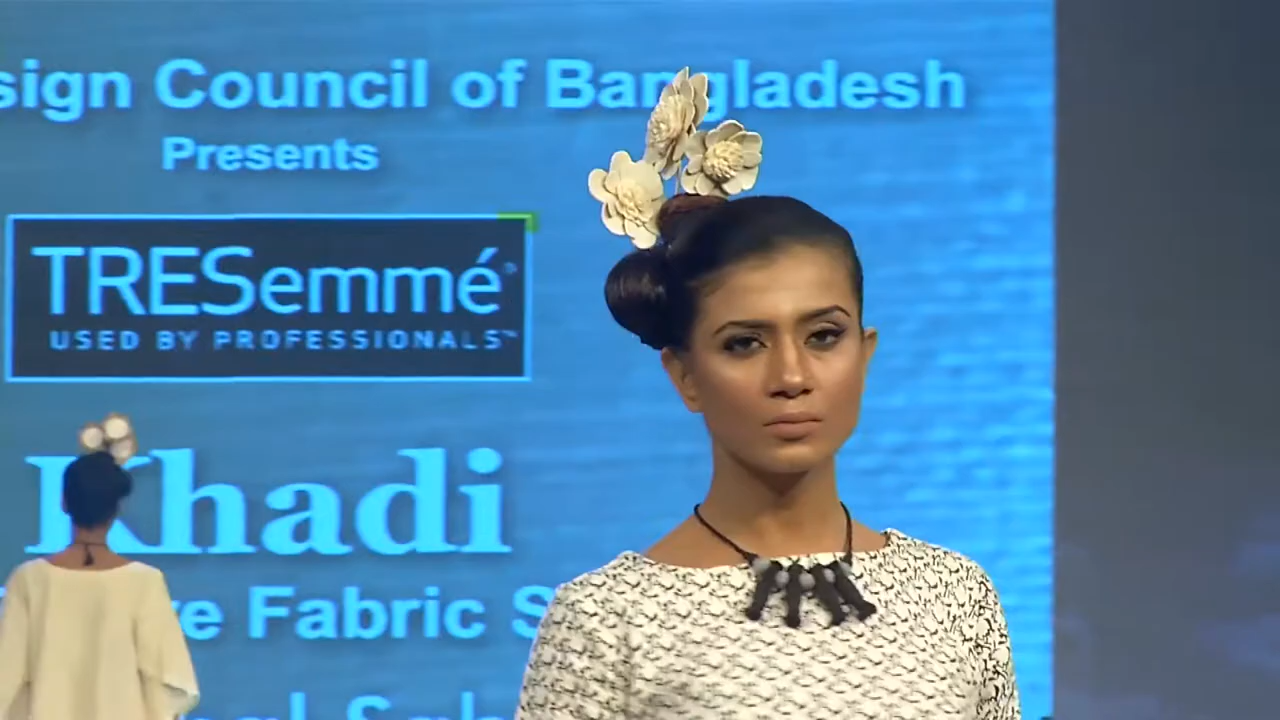 sign Council of Bangladesh
Presents
TRESemmé
USED BY PROFESSIONALS™
Khadi
Fabric